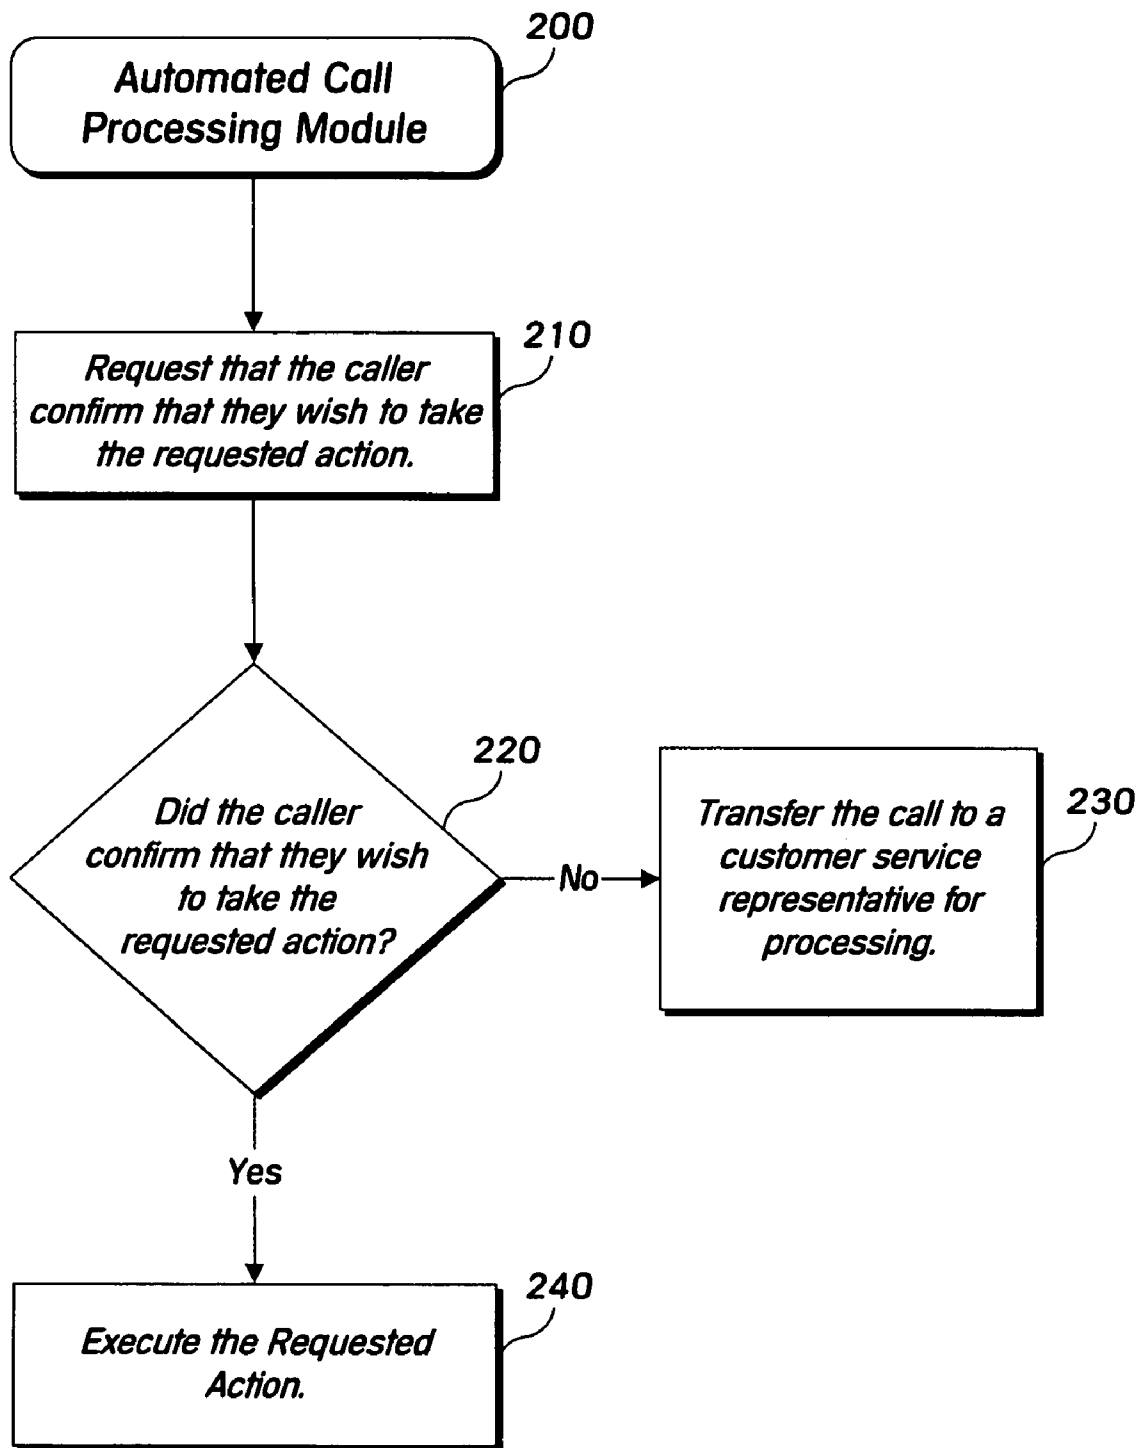 200
Automated Call
Processing Module
210
Request that the caller
confirm that they wish to take
the requested action.
220
Did the caller
confirm that they wish
to take the
requested action?
No
230
Transfer the call to a
customer service
representative for
processing.
Yes
240
Execute the Requested
Action.